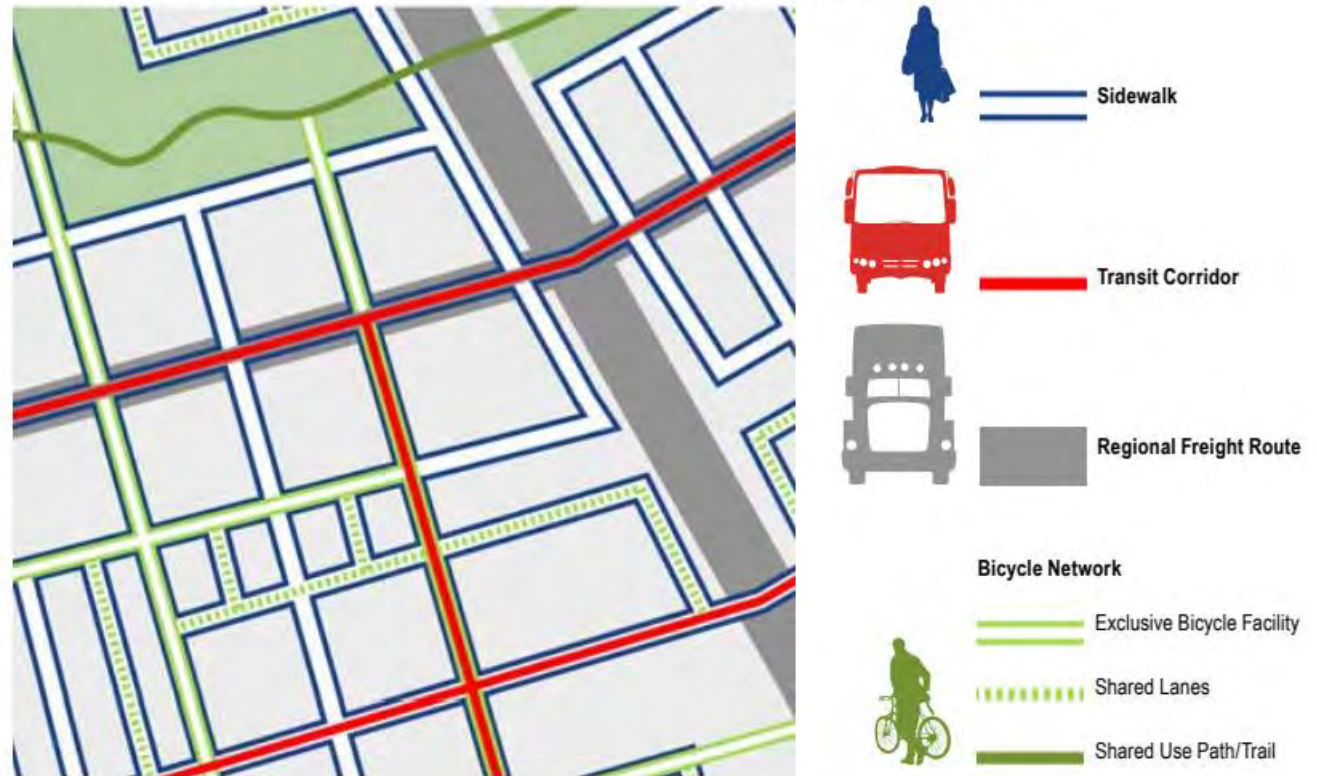 Sidewalk
Transit Corridor
Regional Freight Route
Bicycle Network
Exclusive Bicycle Facility
Shared Lanes
Shared Use Path/Trail